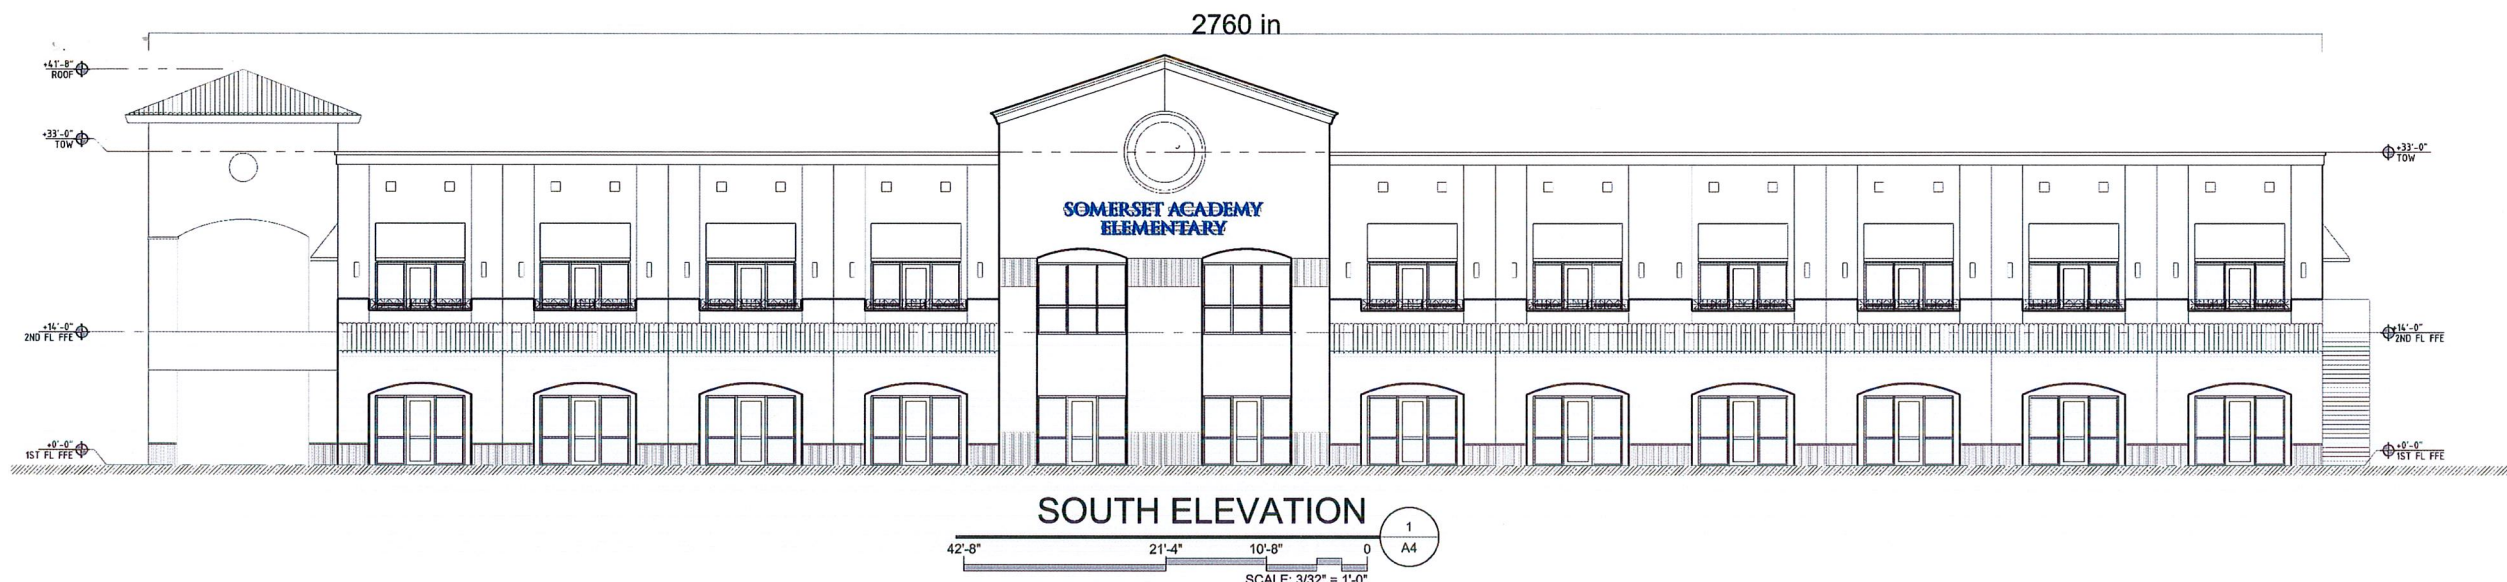 2760 in
+41'-8"
ROOF
+33'-0"
TOW
+33'-0"
TOW
SOMERSET ACADEMY
ELEMENTARY
+14'-0"
2ND FL FFE
+14'-0"
2ND FL FFE
+0'-0"
1ST FL FFE
+0'-0"
1ST FL FFE
SOUTH ELEVATION
1
A4
42'-8" 21'-4" 10'-8" 0
SCALE: 3/32" = 1'-0"